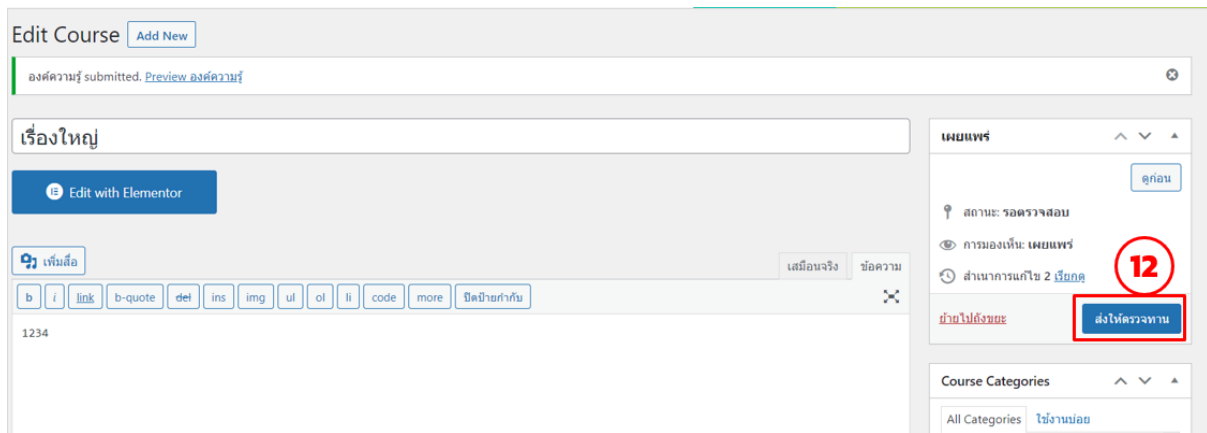 Edit Course Add New
องค์ความรู้ submitted. Preview องค์ความรู้
เรื่องใหญ่
Edit with Elementor
เพิ่มสื่อ
เสมือนจริง ข้อความ
b i link b-quote del ins img ul ol li code more ปิดป้ายกำกับ
1234
เผยแพร่
ดูก่อน
สถานะ: รอตรวจสอบ
การมองเห็น: เผยแพร่
สำเนาการแก้ไข 2 เรียกดู
12
ย้ายไปถังขยะ ส่งให้ตรวจทาน
Course Categories
All Categories ใช้งานบ่อย